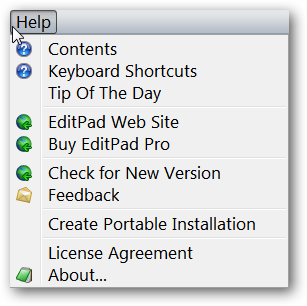 Help
Contents
Keyboard Shortcuts
Tip Of The Day
EditPad Web Site
Buy EditPad Pro
Check for New Version
Feedback
Create Portable Installation
License Agreement
About...